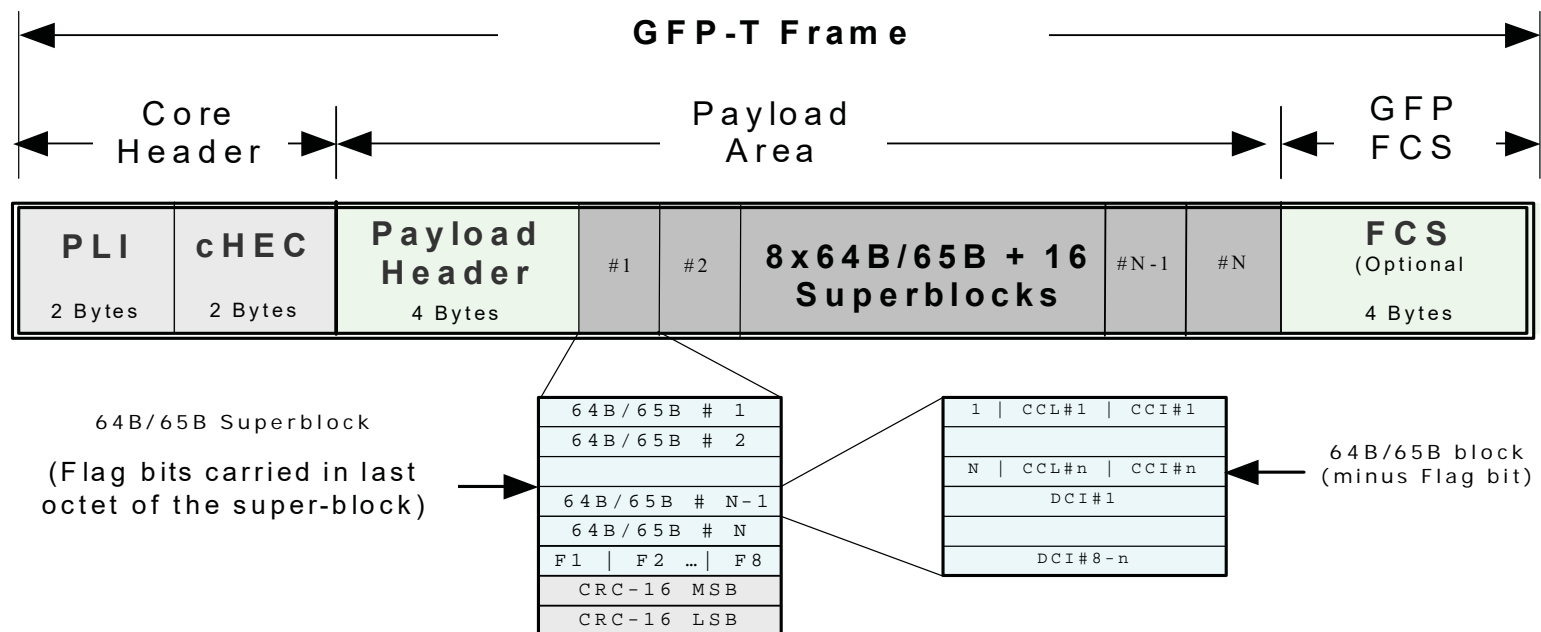 GFP-T Frame
Core
Header
Payload
Area
GFP
FCS
PLI
2 Bytes
cHEC
2 Bytes
Payload
Header
4 Bytes
#1
#2
8x64B/65B + 16
Superblocks
#N-1
#N
FCS
(Optional
4 Bytes
64B/65B Superblock
(Flag bits carried in last
octet of the super-block)
64B/65B # 1
64B/65B # 2
64B/65B # N-1
64B/65B # N
F1 | F2 …| F8
CRC-16 MSB
CRC-16 LSB
1 | CCL#1 | CCI#1
N | CCL#n | CCI#n
DCI#1
DCI#8-n
64B/65B block
(minus Flag bit)